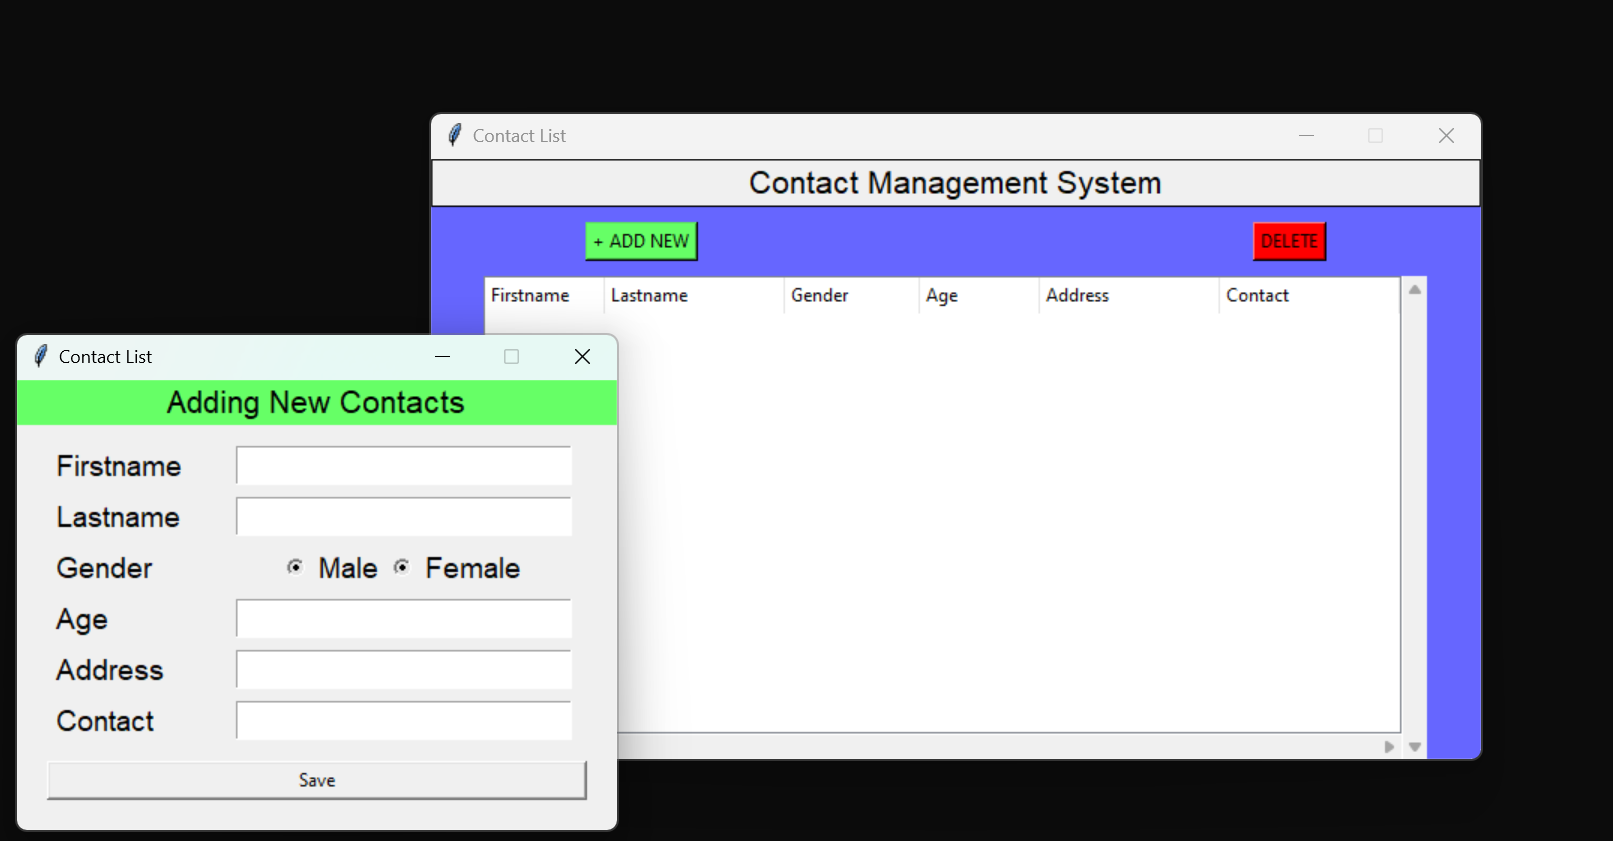 Contact List
Contact Management System
+ ADD NEW
DELETE
Firstname Lastname Gender Age Address Contact
Contact List
Adding New Contacts
Firstname
Lastname
Gender Male Female
Age
Address
Contact
Save